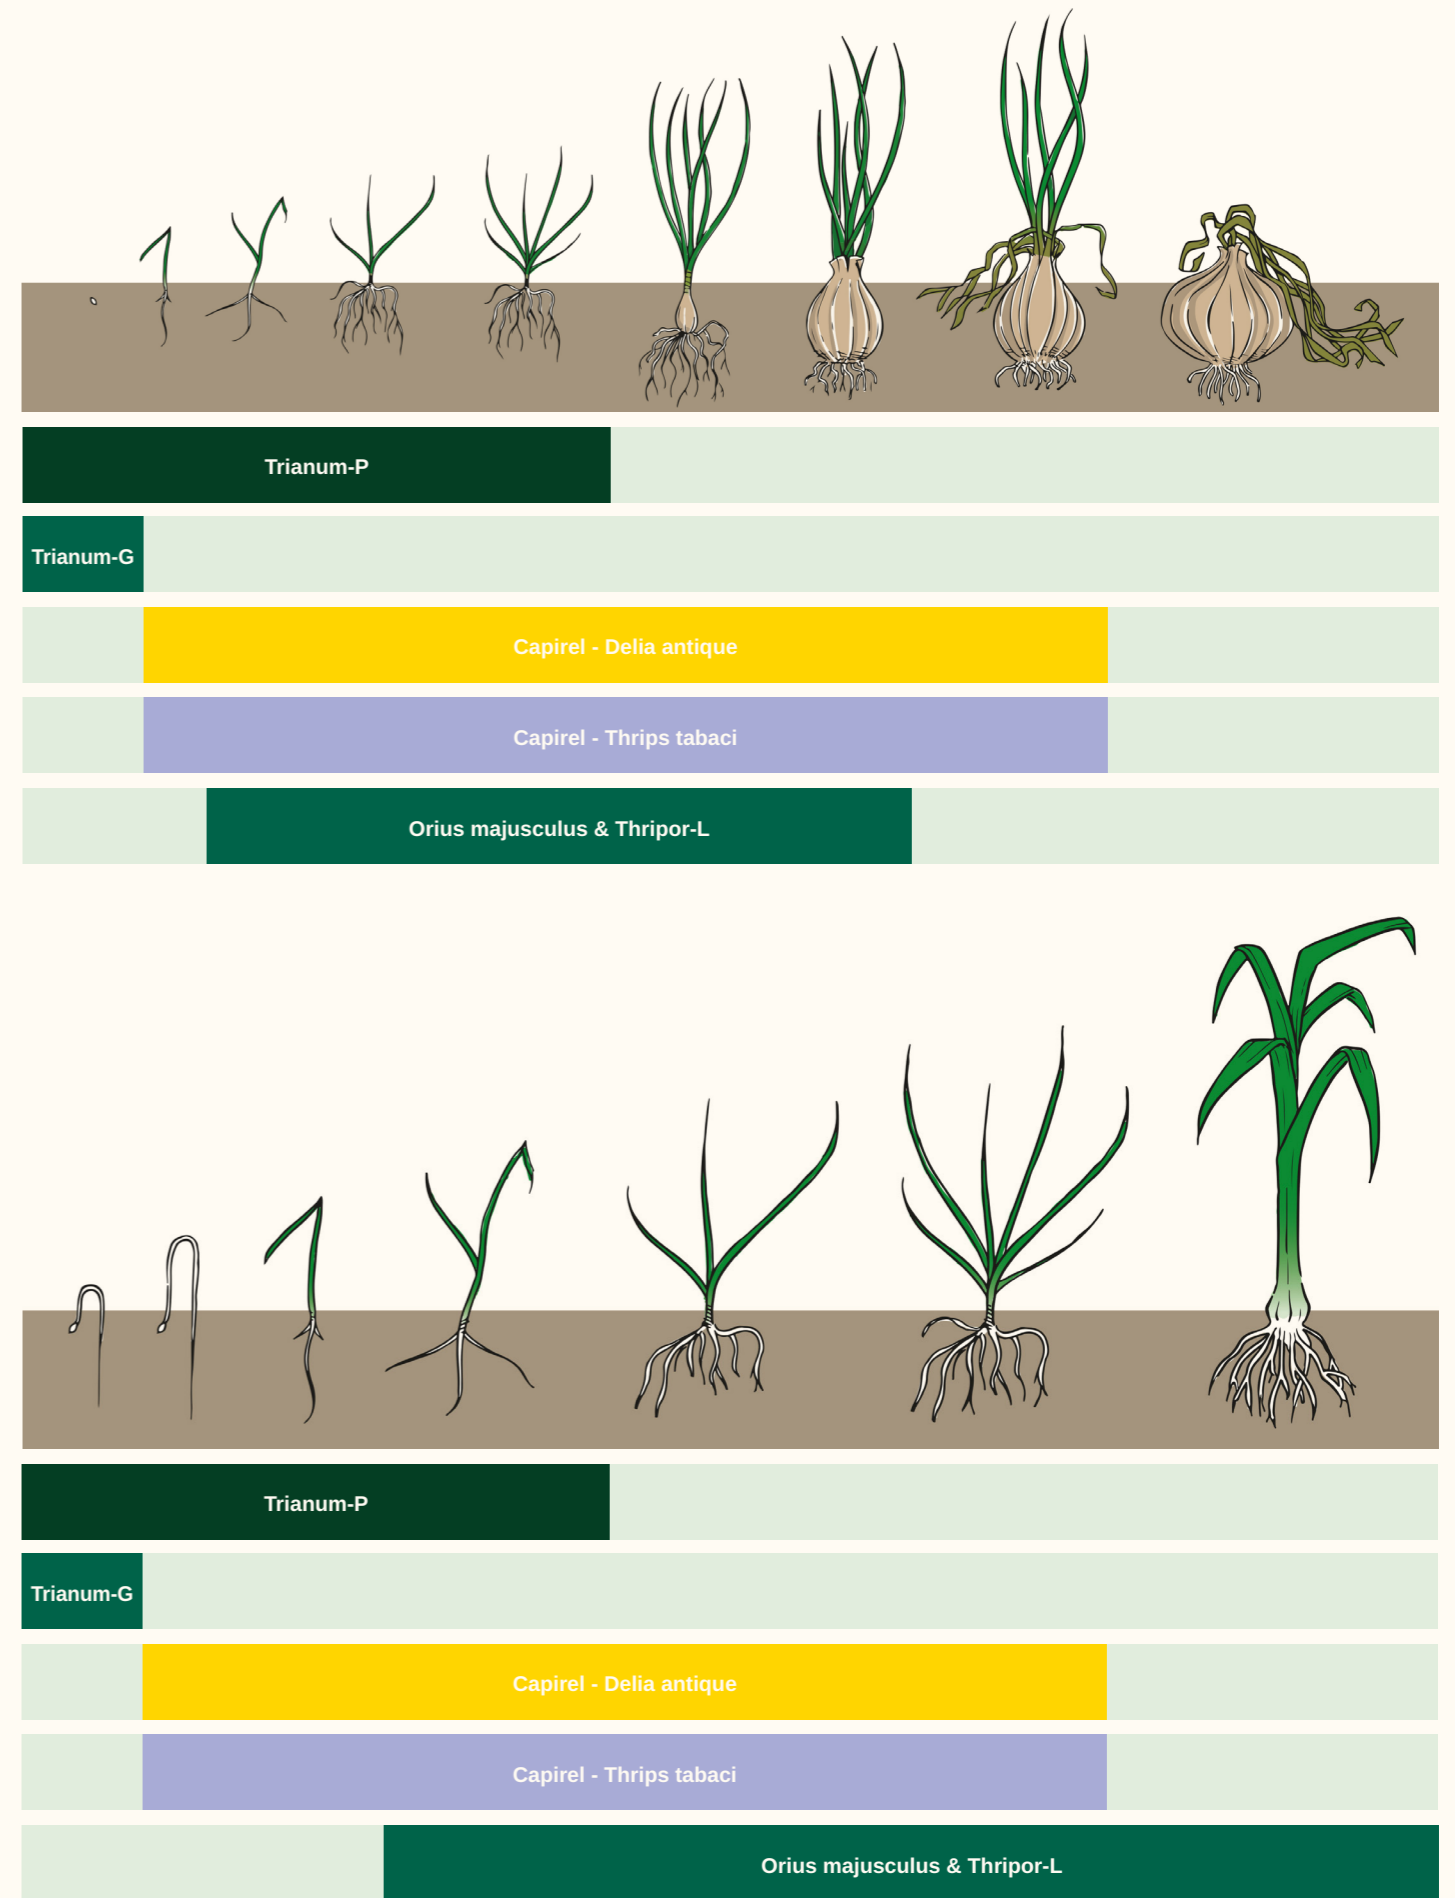 Trianum-P
Trianum-G
Capirel - Delia antique
Capirel - Thrips tabaci
Orius majusculus & Thripor-L
Trianum-P
Trianum-G
Capirel - Delia antique
Capirel - Thrips tabaci
Orius majusculus & Thripor-L